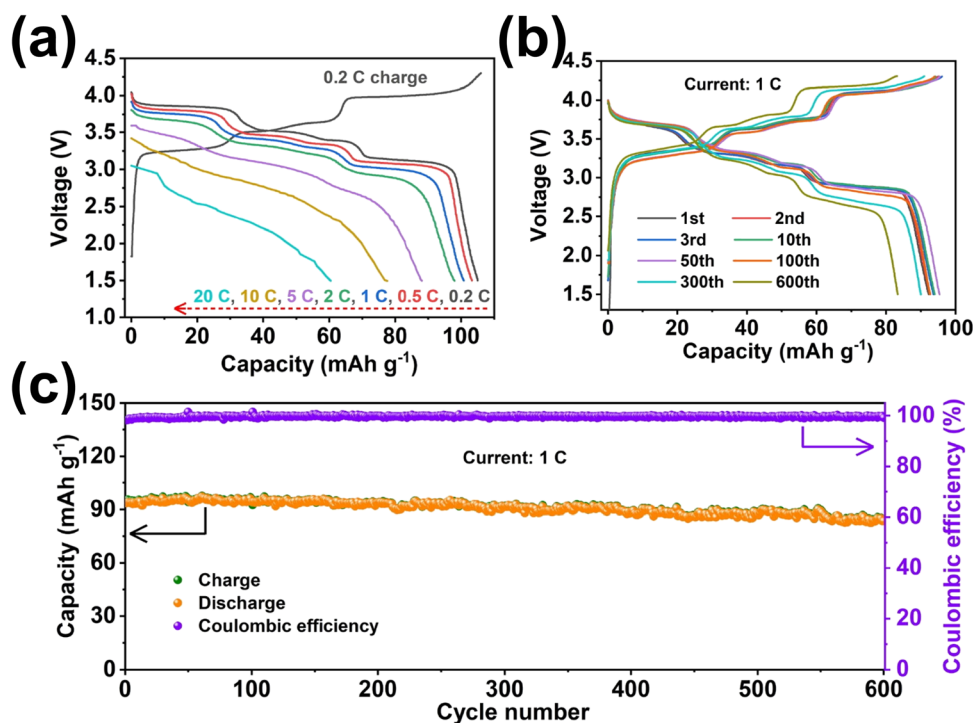 (a)
4.5
4.0
3.5
3.0
2.5
2.0
1.5
1.0
Voltage (V)
0.2 C charge
20 C, 10 C, 5 C, 2 C, 1 C, 0.5 C, 0.2 C
0 20 40 60 80 100
Capacity (mAh g⁻¹)
(b)
4.5
4.0
3.5
3.0
2.5
2.0
1.5
Voltage (V)
Current: 1 C
1st 2nd
3rd 10th
50th 100th
300th 600th
0 20 40 60 80 100
Capacity (mAh g⁻¹)
(c)
150
120
90
60
30
0
Capacity (mAh g⁻¹)
Current: 1 C
Charge
Discharge
Coulombic efficiency
100
80
60
40
20
0
Coulombic efficiency (%)
0 100 200 300 400 500 600
Cycle number